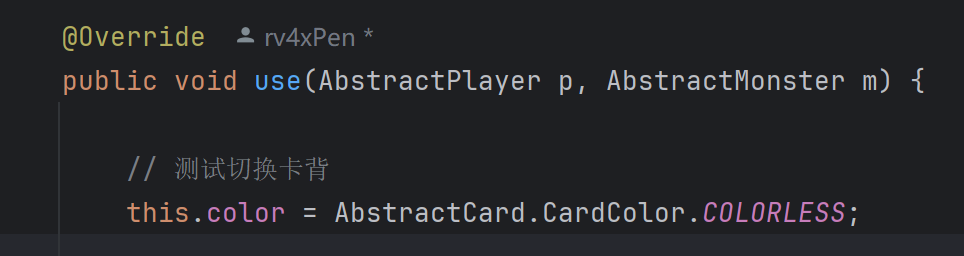 @Override rv4xPen *
public void use(AbstractPlayer p, AbstractMonster m) {
// 测试切换卡背
this.color = AbstractCard.CardColor.COLORLESS;